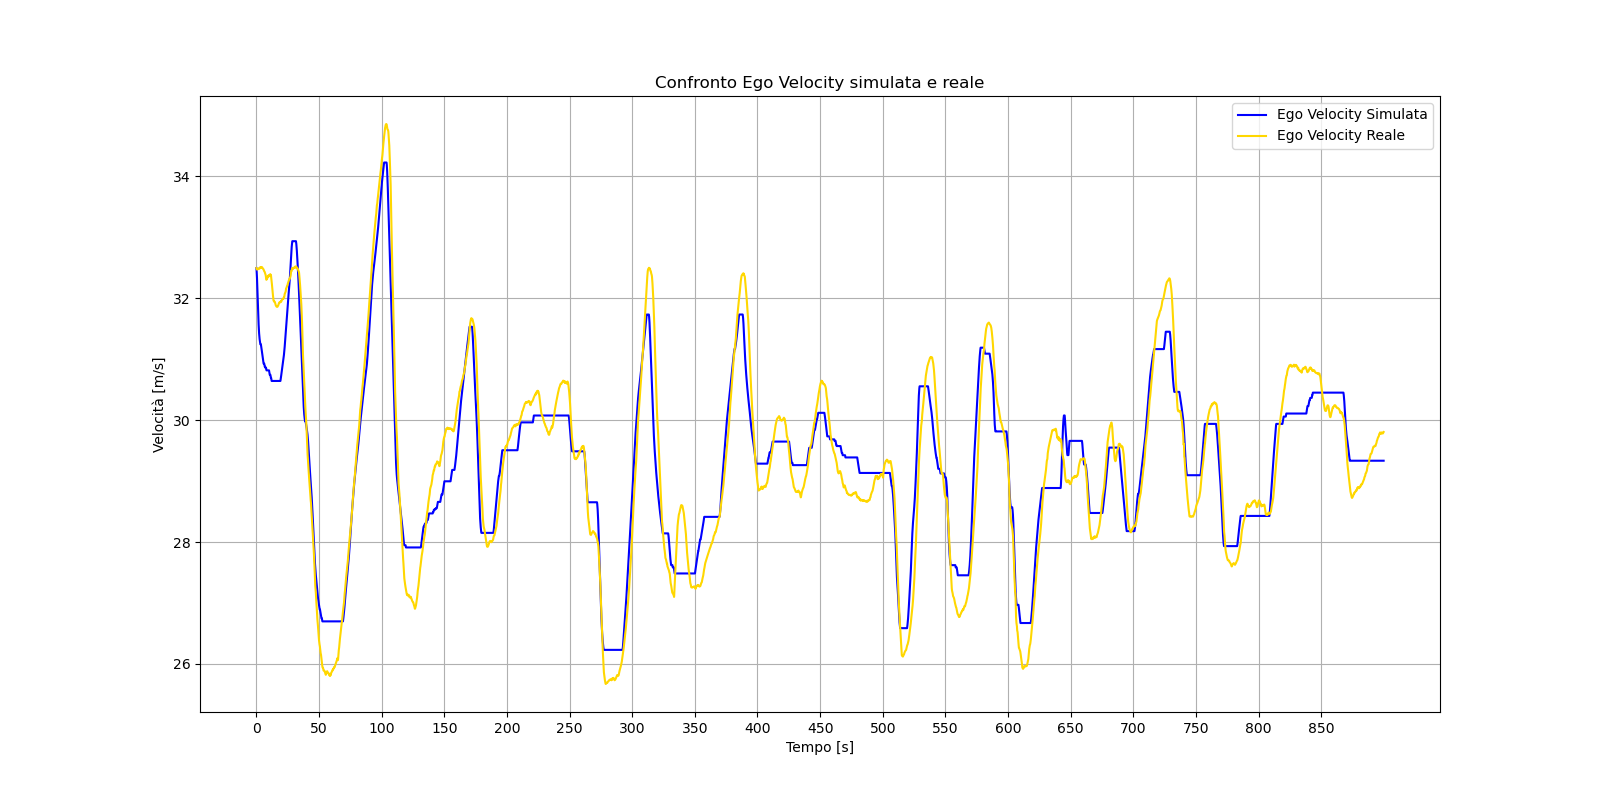 Confronto Ego Velocity simulata e reale
Ego Velocity Simulata
Ego Velocity Reale
Velocità [m/s]
34
32
30
28
26
0 50 100 150 200 250 300 350 400 450 500 550 600 650 700 750 800 850
Tempo [s]